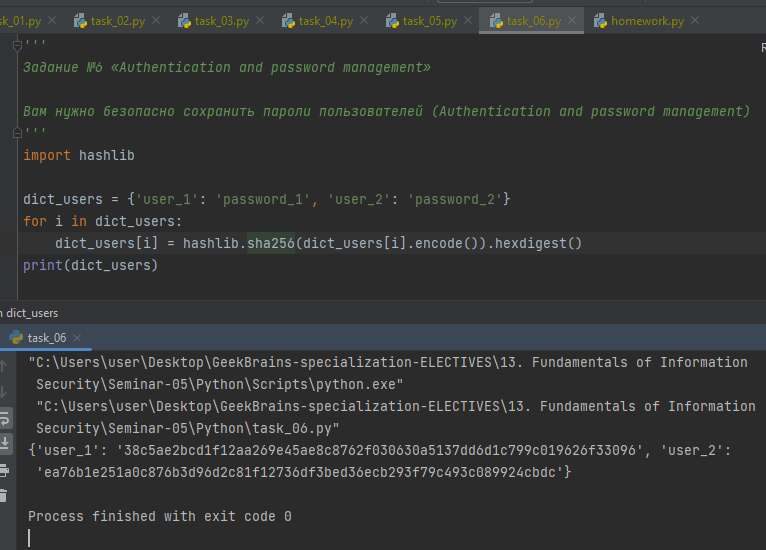 sk_01.py task_02.py task_03.py task_04.py task_05.py task_06.py homework.py
'''
Задание №6 «Authentication and password management»
Вам нужно безопасно сохранить пароли пользователей (Authentication and password management)
'''
import hashlib
dict_users = {'user_1': 'password_1', 'user_2': 'password_2'}
for i in dict_users:
dict_users[i] = hashlib.sha256(dict_users[i].encode()).hexdigest()
print(dict_users)
n dict_users
task_06
"C:\Users\user\Desktop\GeekBrains-specialization-ELECTIVES\13. Fundamentals of Information
Security\Seminar-05\Python\Scripts\python.exe"
"C:\Users\user\Desktop\GeekBrains-specialization-ELECTIVES\13. Fundamentals of Information
Security\Seminar-05\Python\task_06.py"
{'user_1': '38c5ae2bcd1f12aa269e45ae8c8762f030630a5137dd6d1c799c019626f33096', 'user_2':
'ea76b1e251a0c876b3d96d2c81f12736df3bed36ecb293f79c493c089924cbdc'}
Process finished with exit code 0